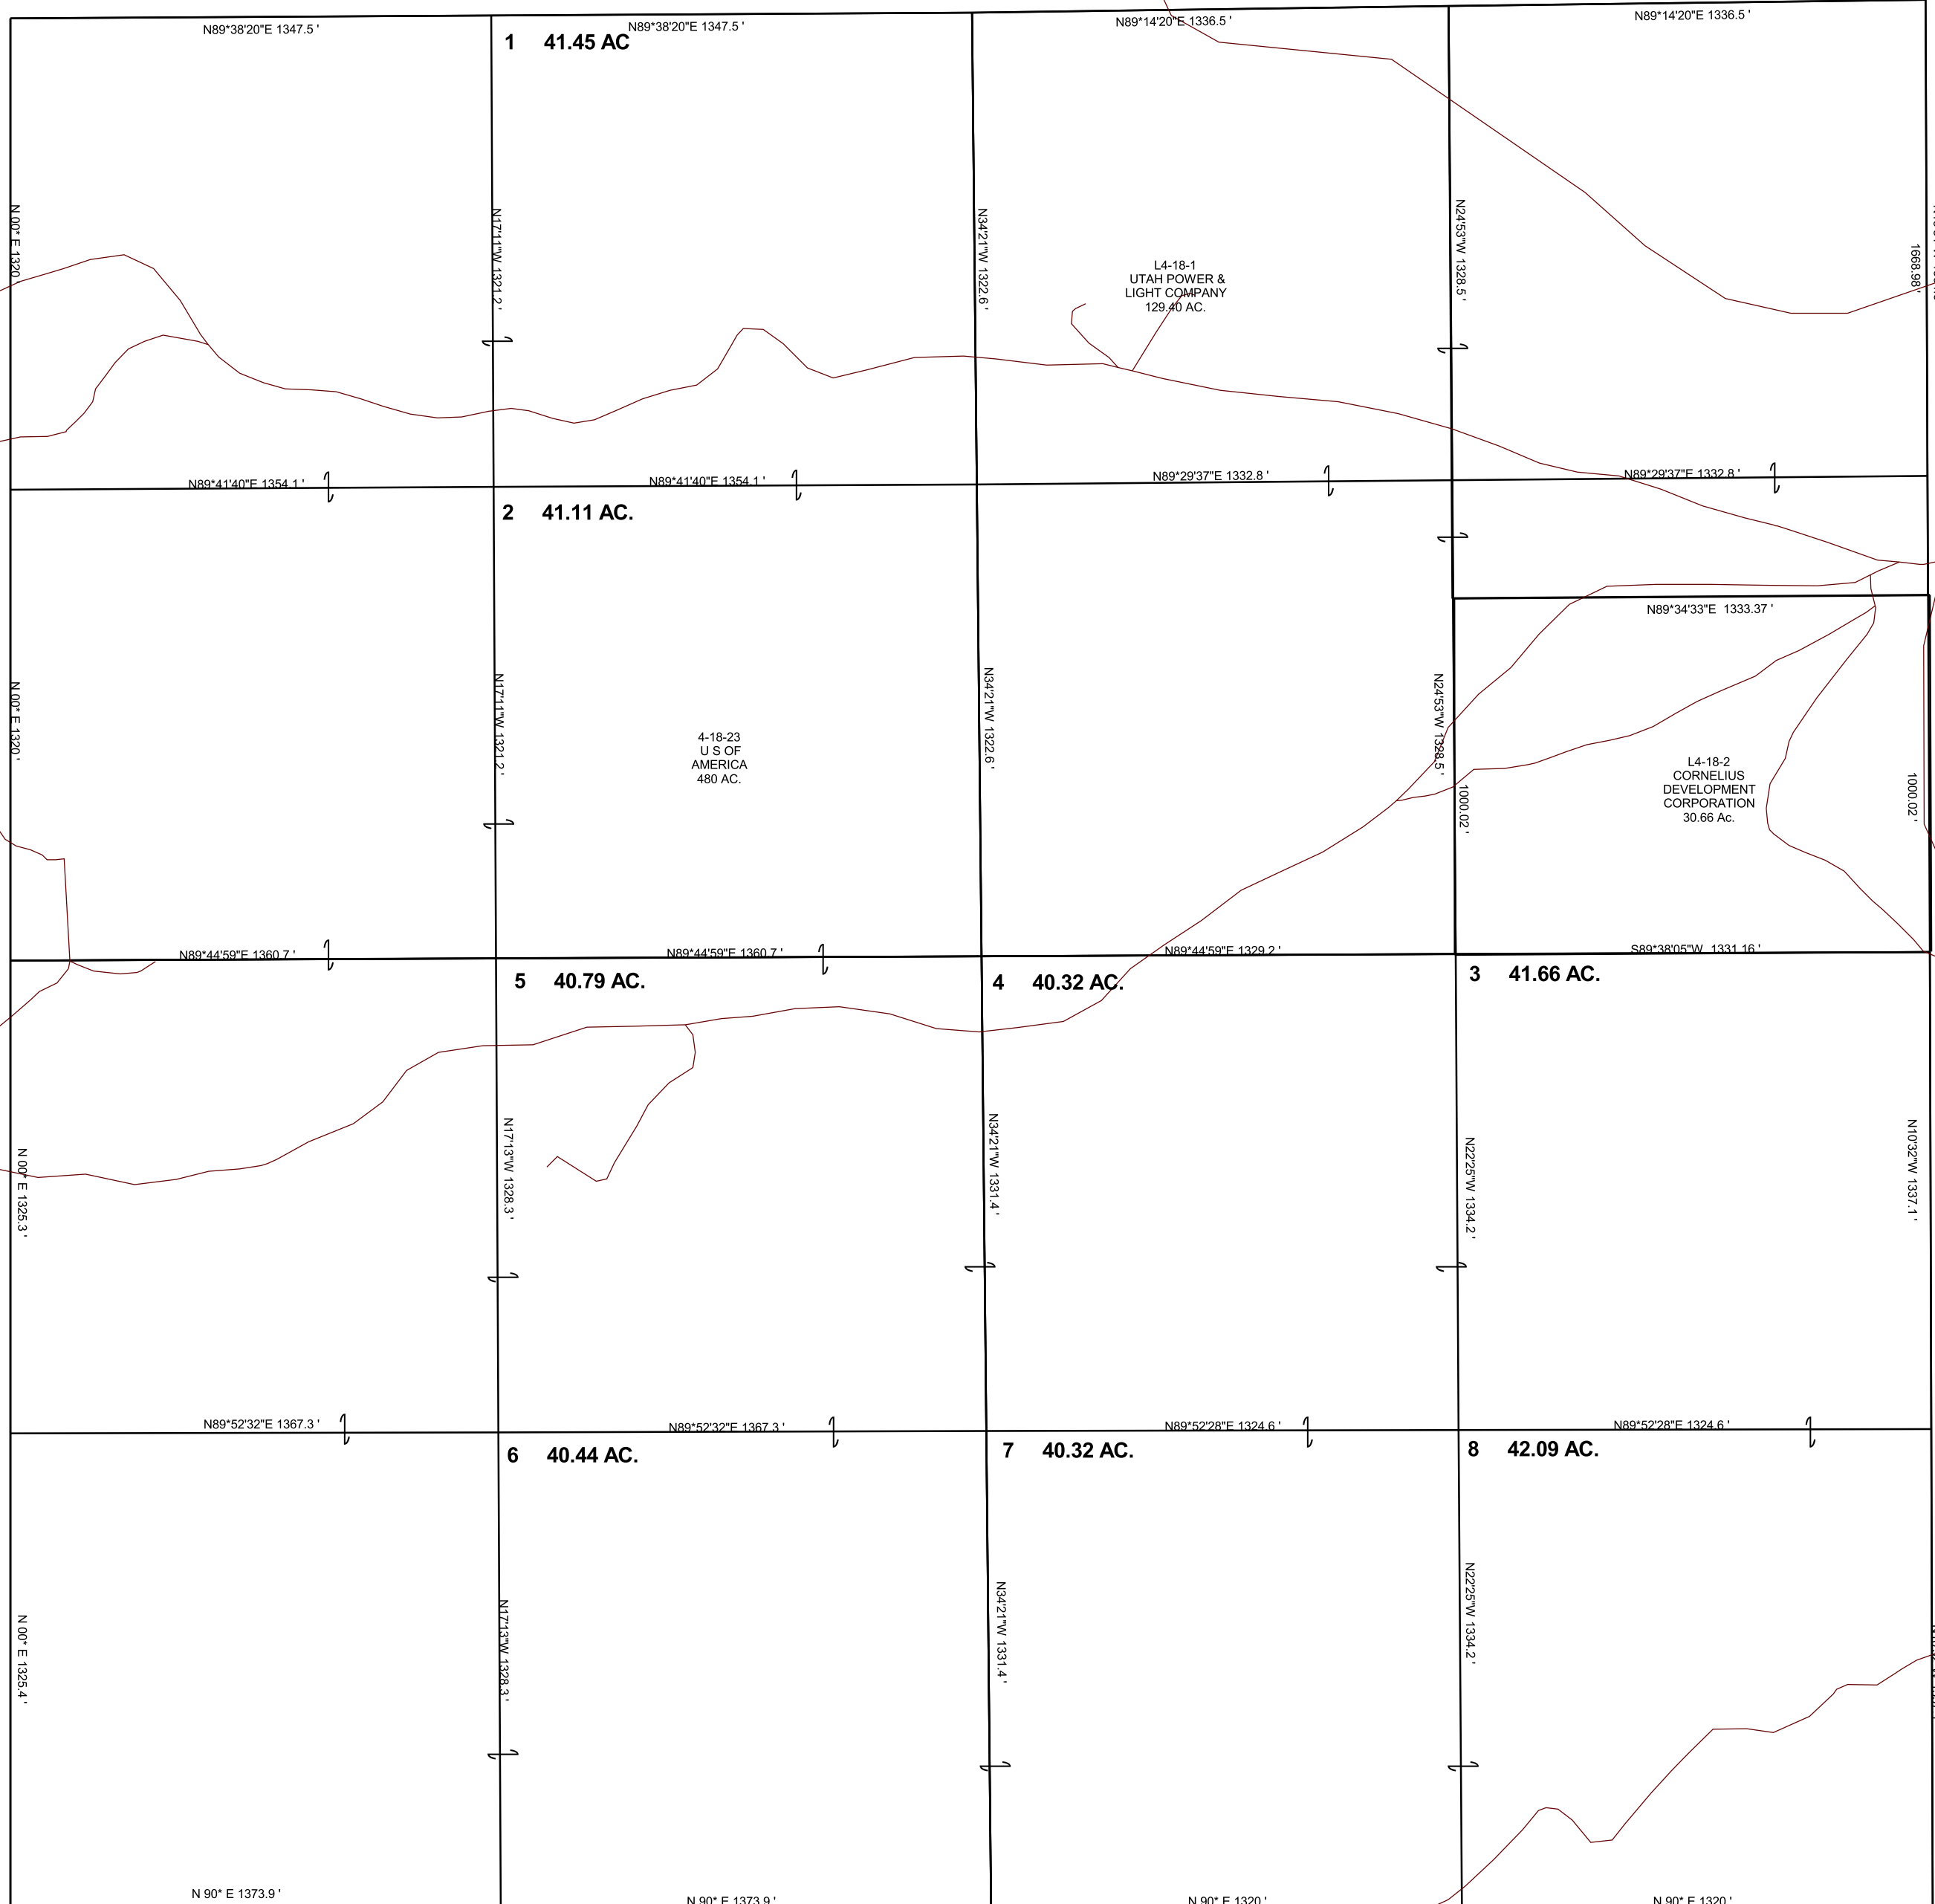 N89*38'20"E 1347.5 '
N89*38'20"E 1347.5 '
N89*14'20"E 1336.5 '
N89*14'20"E 1336.5 '
1 41.45 AC
N 00* E 1320 '
N17'11"W 1321.2 '
N34'21"W 1322.6 '
N24'53"W 1328.5 '
1668.98 '
L4-18-1
UTAH POWER &
LIGHT COMPANY
129.40 AC.
N89*41'40"E 1354.1 '
N89*41'40"E 1354.1 '
N89*29'37"E 1332.8 '
N89*29'37"E 1332.8 '
2 41.11 AC.
N89*34'33"E 1333.37 '
N 00* E 1320 '
N17'11"W 1321.2 '
N34'21"W 1322.6 '
N24'53"W 1328.5 '
1000.02 '
1000.02 '
4-18-23
U S OF
AMERICA
480 AC.
L4-18-2
CORNELIUS
DEVELOPMENT
CORPORATION
30.66 Ac.
N89*44'59"E 1360.7 '
N89*44'59"E 1360.7 '
N89*44'59"E 1329.2 '
S89*38'05"W 1331.16 '
5 40.79 AC.
4 40.32 AC.
3 41.66 AC.
N 00* E 1325.3 '
N17'13"W 1328.3 '
N34'21"W 1331.4 '
N22'25"W 1334.2 '
N10'32"W 1337.1 '
N89*52'32"E 1367.3 '
N89*52'32"E 1367.3 '
N89*52'28"E 1324.6 '
N89*52'28"E 1324.6 '
6 40.44 AC.
7 40.32 AC.
8 42.09 AC.
N 00* E 1325.4 '
N17'13"W 1328.3 '
N34'21"W 1331.4 '
N22'25"W 1334.2 '
N 90* E 1373.9 '
N 90* E 1373.9 '
N 90* E 1320 '
N 90* E 1320 '